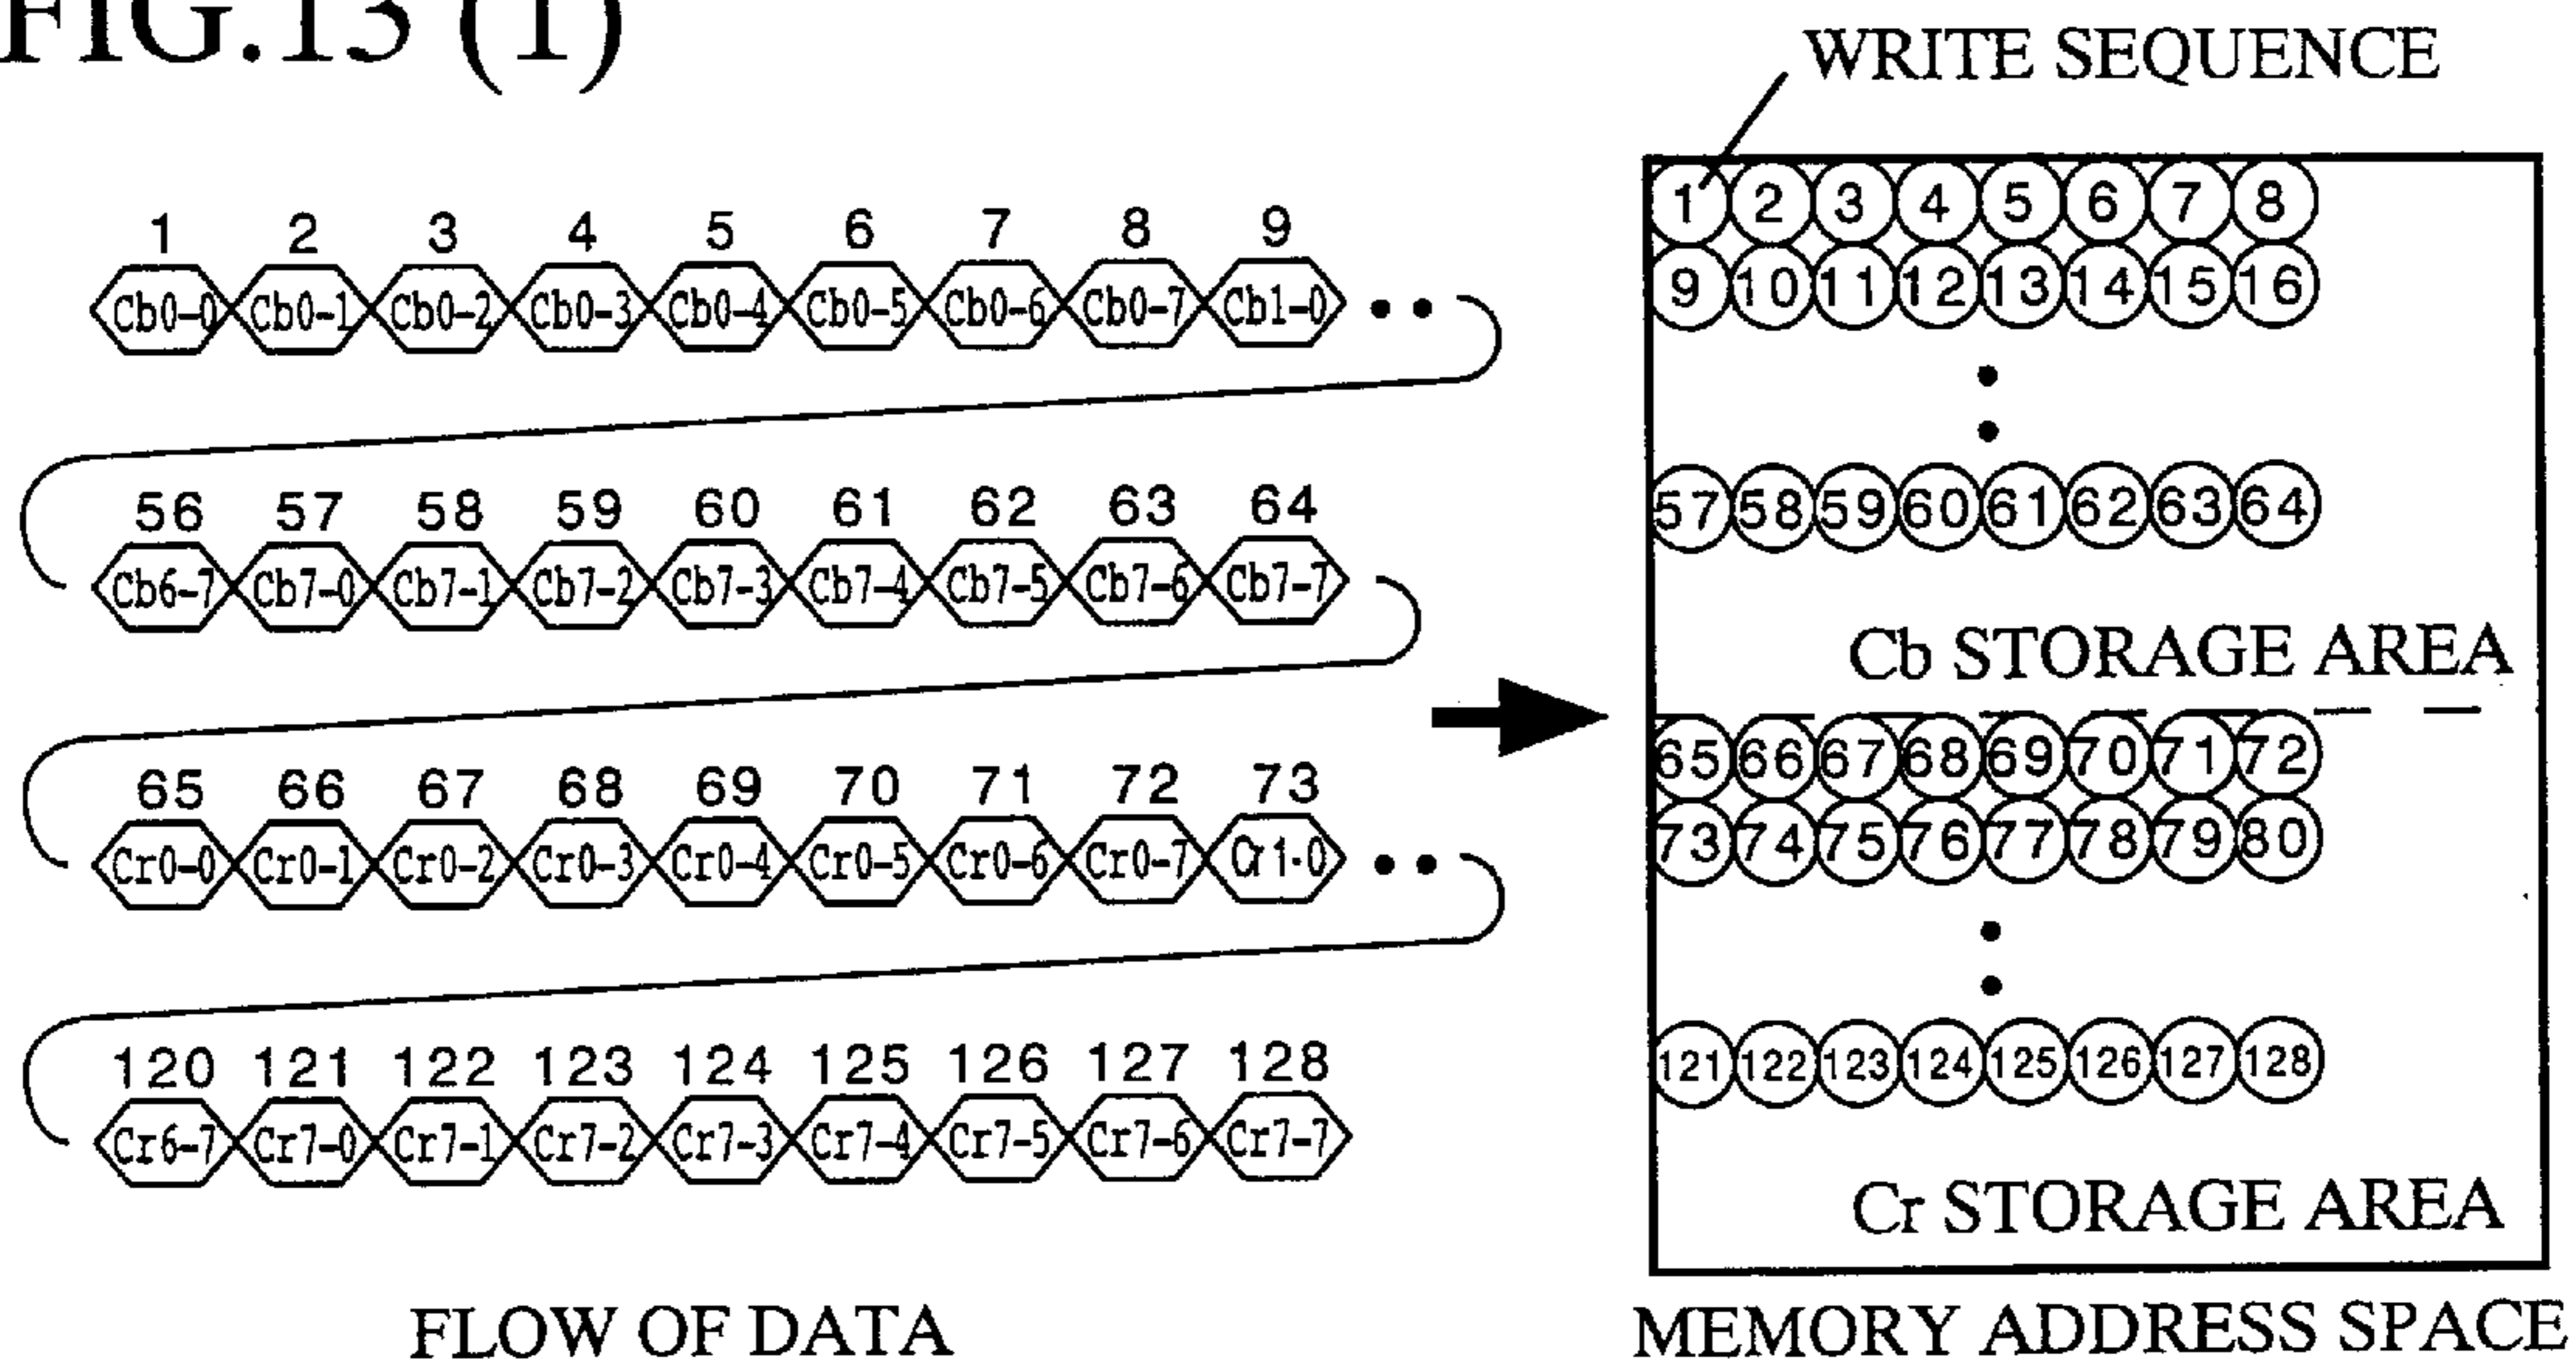 FIG.13 (1)
WRITE SEQUENCE
1 2 3 4 5 6 7 8 9
Cb0-0 Cb0-1 Cb0-2 Cb0-3 Cb0-4 Cb0-5 Cb0-6 Cb0-7 Cb1-0
56 57 58 59 60 61 62 63 64
Cb6-7 Cb7-0 Cb7-1 Cb7-2 Cb7-3 Cb7-4 Cb7-5 Cb7-6 Cb7-7
65 66 67 68 69 70 71 72 73
Cr0-0 Cr0-1 Cr0-2 Cr0-3 Cr0-4 Cr0-5 Cr0-6 Cr0-7 Cr1-0
120 121 122 123 124 125 126 127 128
Cr6-7 Cr7-0 Cr7-1 Cr7-2 Cr7-3 Cr7-4 Cr7-5 Cr7-6 Cr7-7
FLOW OF DATA
1 2 3 4 5 6 7 8
9 10 11 12 13 14 15 16
57 58 59 60 61 62 63 64
Cb STORAGE AREA
65 66 67 68 69 70 71 72
73 74 75 76 77 78 79 80
121 122 123 124 125 126 127 128
Cr STORAGE AREA
MEMORY ADDRESS SPACE